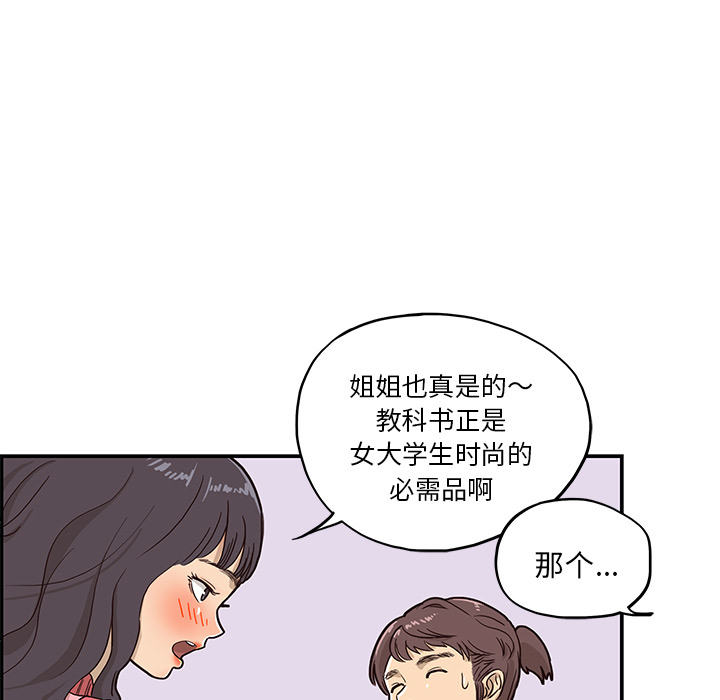 姐姐也真是的～
教科书正是
女大学生时尚的
必需品啊
那个...